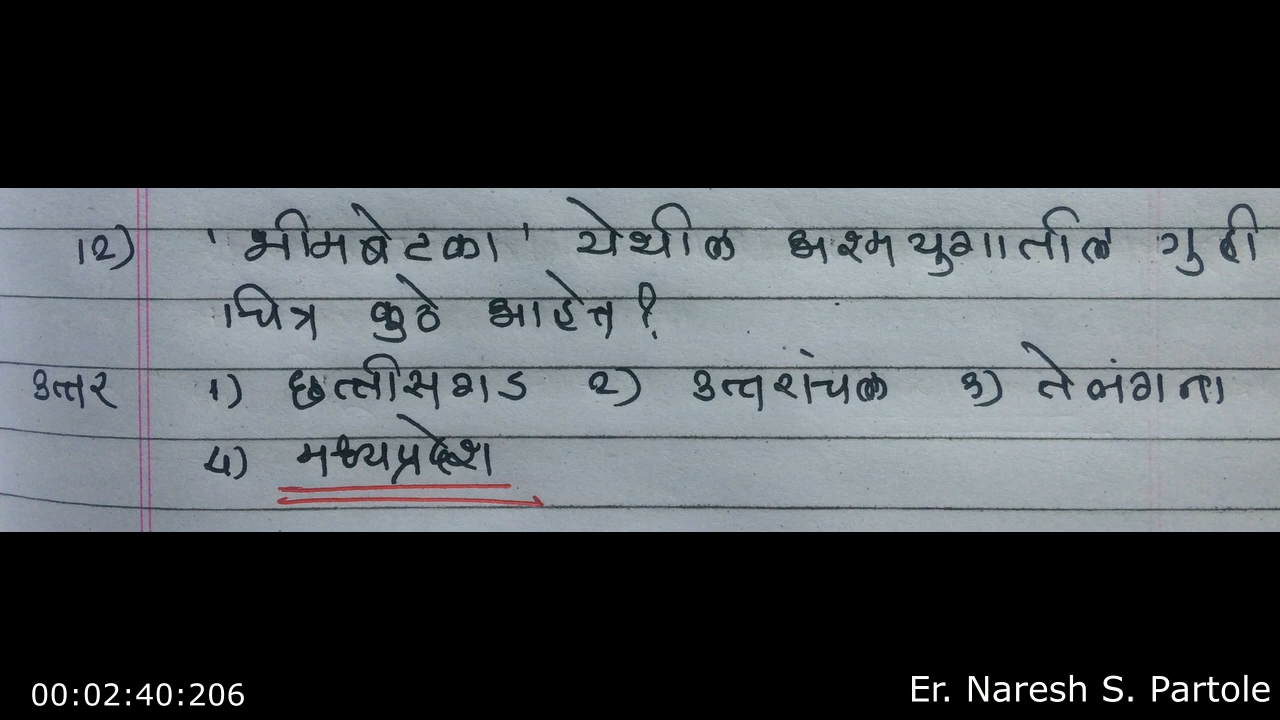 12) 'भीमबेटका' येथील अश्मयुगातील गुही
चित्र कुठे आहेत?
उत्तर 1) छत्तीसगड 2) उत्तरांचल 3) तेलंगना
4) मध्यप्रदेश
00:02:40:206
Er. Naresh S. Partole